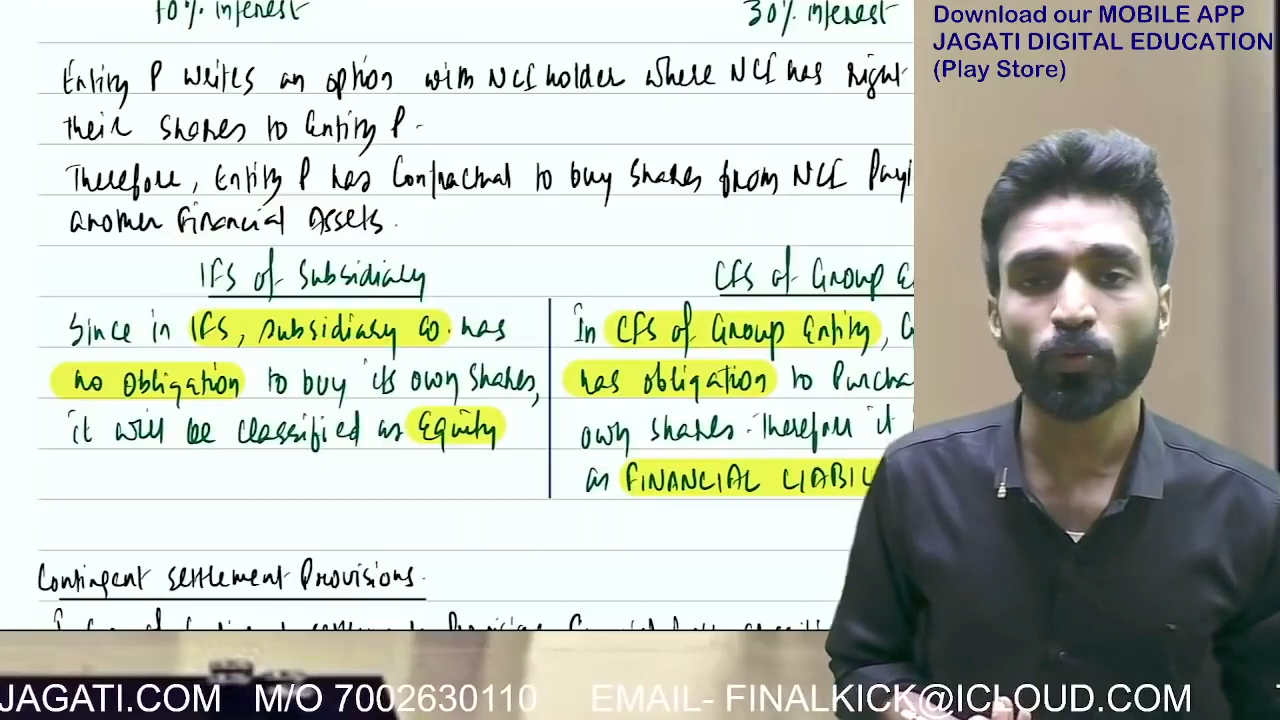 70% interest
30% interest
Entity P writes an option with NCI holder where NCI has right
their shares to Entity P.
Therefore, Entity P has Contractual to buy shares from NCI Payi
another Financial Assets.
IFS of Subsidiary
Since in IFS, subsidiary co. has
no obligation to buy its own shares,
it will be classified as Equity
CFS of Group E
In CFS of Group Entity, G
has obligation to Purcha
own shares. Therefore it
as FINANCIAL LIABIL
Contingent settlement Provisions.
Download our MOBILE APP
JAGATI DIGITAL EDUCATION
(Play Store)
JAGATI.COM M/O 7002630110 EMAIL- FINALKICK@ICLOUD.COM